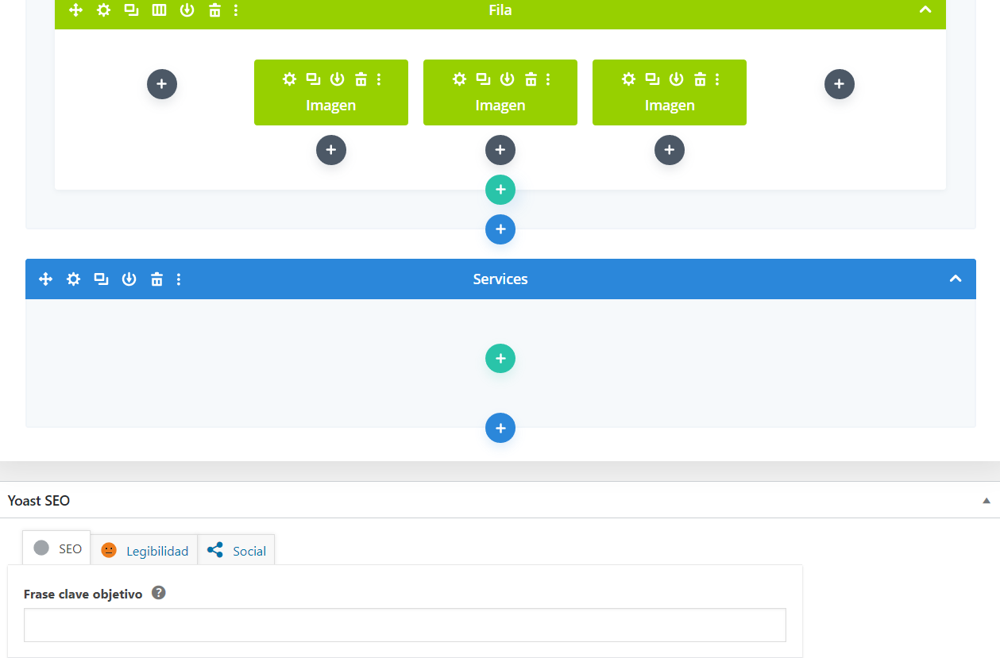 Fila
Imagen Imagen Imagen
Services
Yoast SEO
SEO Legibilidad Social
Frase clave objetivo ?